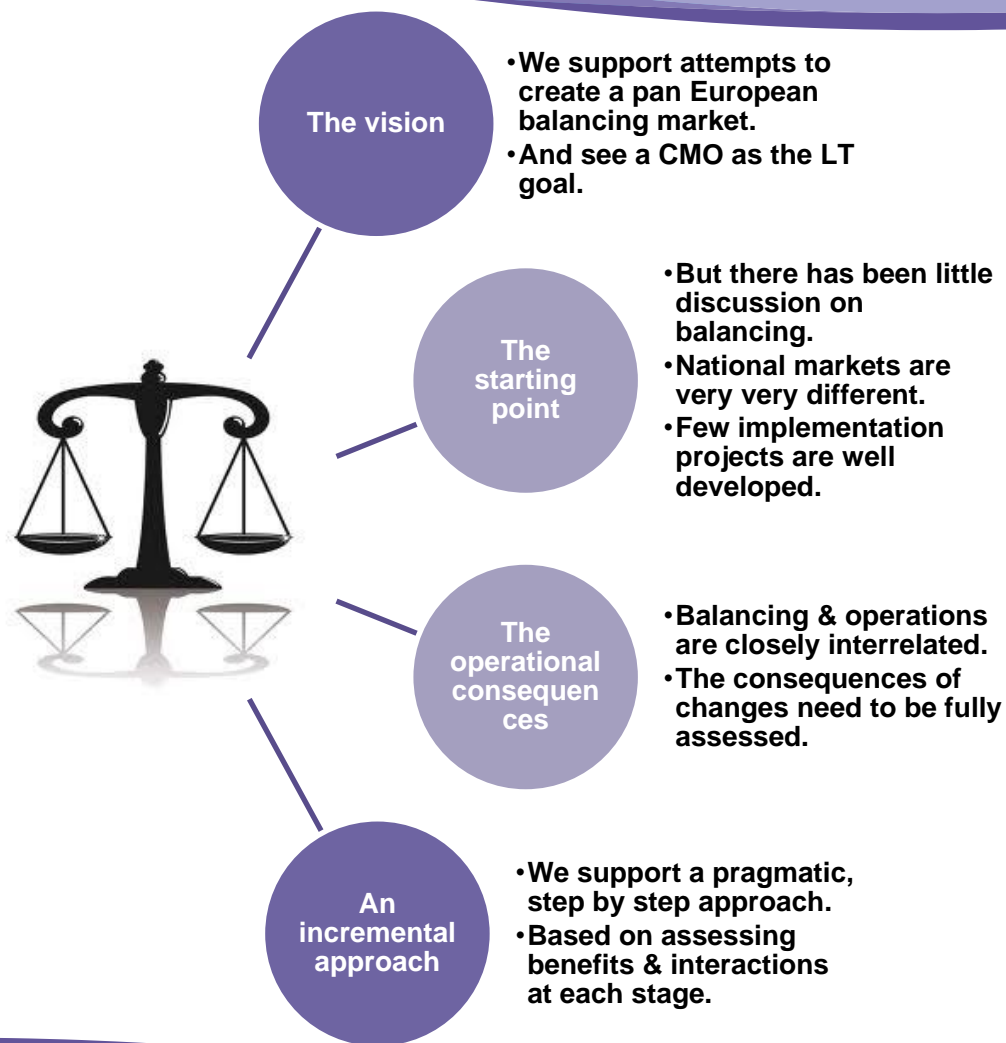 The vision
•We support attempts to
create a pan European
balancing market.
•And see a CMO as the LT
goal.
The
starting
point
•But there has been little
discussion on
balancing.
•National markets are
very very different.
•Few implementation
projects are well
developed.
The
operational
consequen
ces
•Balancing & operations
are closely interrelated.
•The consequences of
changes need to be fully
assessed.
An
incremental
approach
•We support a pragmatic,
step by step approach.
•Based on assessing
benefits & interactions
at each stage.